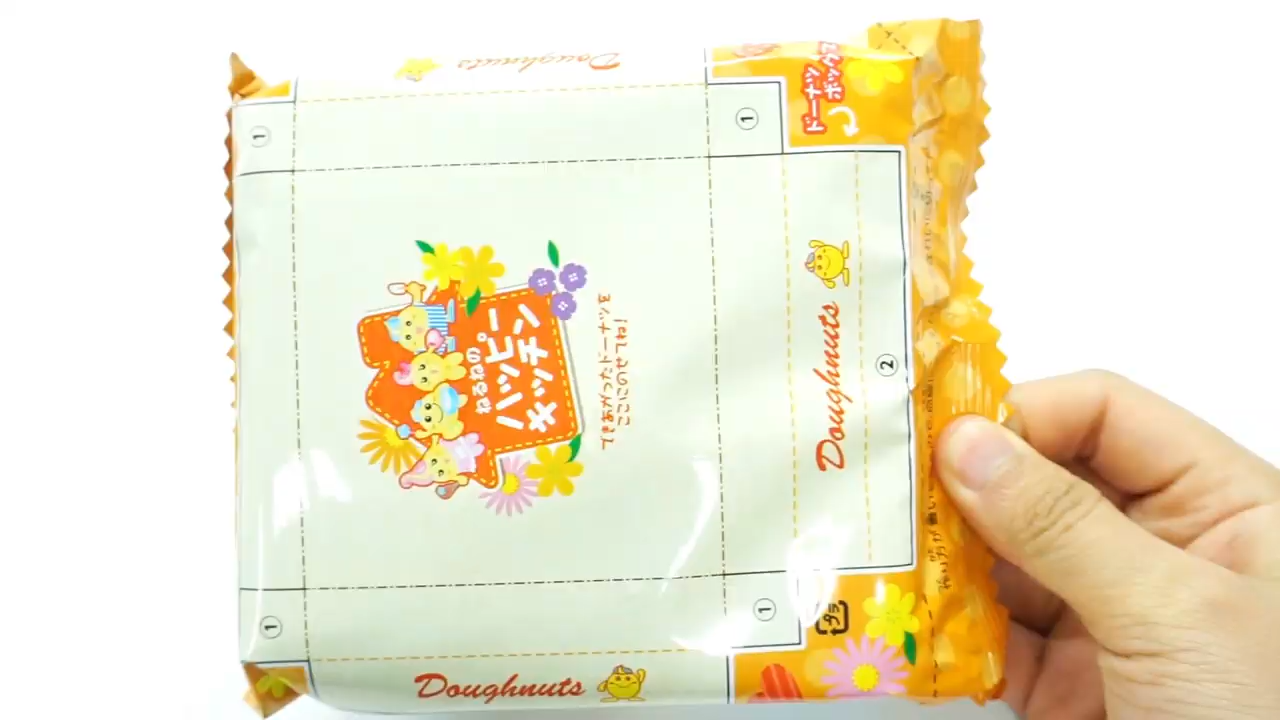 Doughnuts
ドーナツ
ボックス
①
①
ねるねの
ハッピー
キッチン
できあがったドーナツを
ここにのせてね!
Doughnuts
②
①
①
プラ
Doughnuts